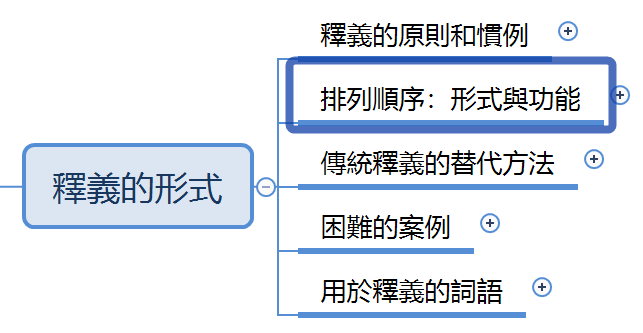 釋義的形式
釋義的原則和慣例
排列順序：形式與功能
傳統釋義的替代方法
困難的案例
用於釋義的詞語